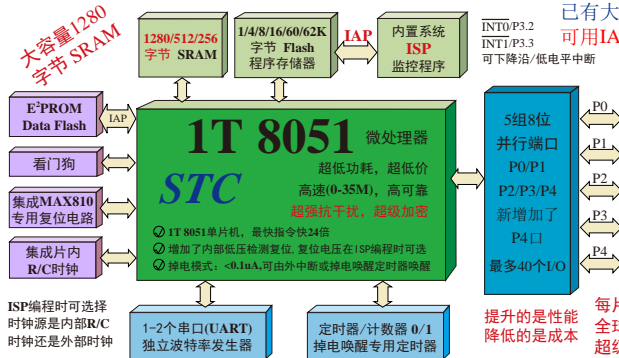 大容量1280
字节 SRAM
1280/512/256
字节 SRAM
1/4/8/16/60/62K
字节 Flash
程序存储器
IAP
内置系统
ISP
监控程序
INT0/P3.2
INT1/P3.3
可下降沿/低电平中断
已有大
可用IA
E²PROM
Data Flash
IAP
看门狗
集成MAX810
专用复位电路
集成片内
R/C时钟
1T 8051 微处理器
STC
超低功耗，超低价
高速(0-35M)，高可靠
超强抗干扰，超级加密
1T 8051单片机，最快指令快24倍
增加了内部低压检测复位,复位电压在ISP编程时可选
掉电模式：<0.1uA,可由外中断或掉电唤醒定时器唤醒
5组8位
并行端口
P0/P1
P2/P3/P4
新增加了
P4口
最多40个I/O
P0
P1
P2
P3
P4
ISP编程时可选择
时钟源是内部R/C
时钟还是外部时钟
1-2个串口(UART)
独立波特率发生器
定时器/计数器 0/1
掉电唤醒专用定时器
提升的是性能
降低的是成本
每片
全球
超级